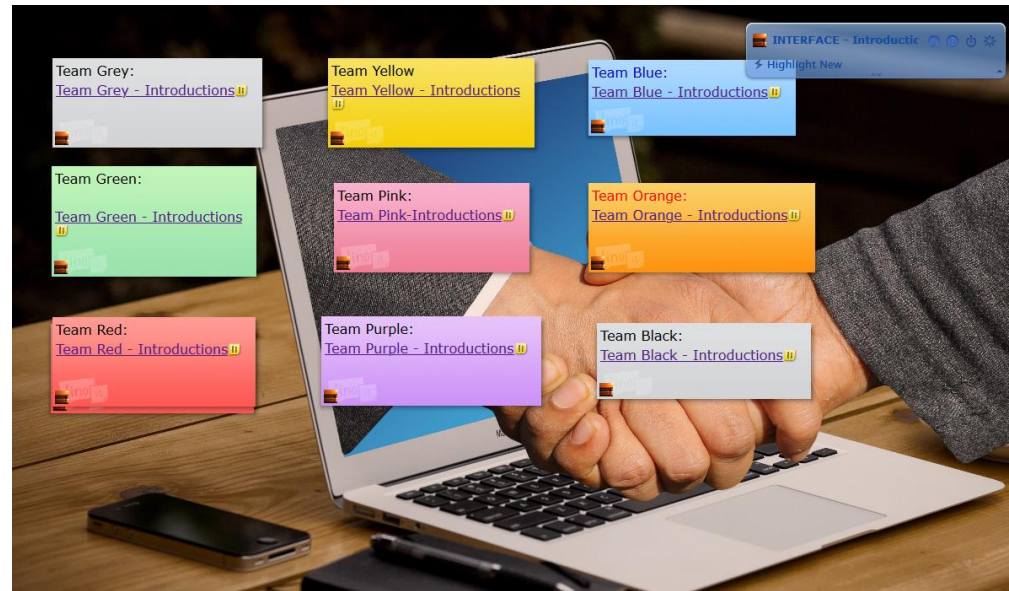 INTERFACE - Introductic
Highlight New
Team Grey:
Team Grey - Introductions
Team Yellow
Team Yellow - Introductions
Team Blue:
Team Blue - Introductions
Team Green:
Team Green - Introductions
Team Pink:
Team Pink-Introductions
Team Orange:
Team Orange - Introductions
Team Red:
Team Red - Introductions
Team Purple:
Team Purple - Introductions
Team Black:
Team Black - Introductions